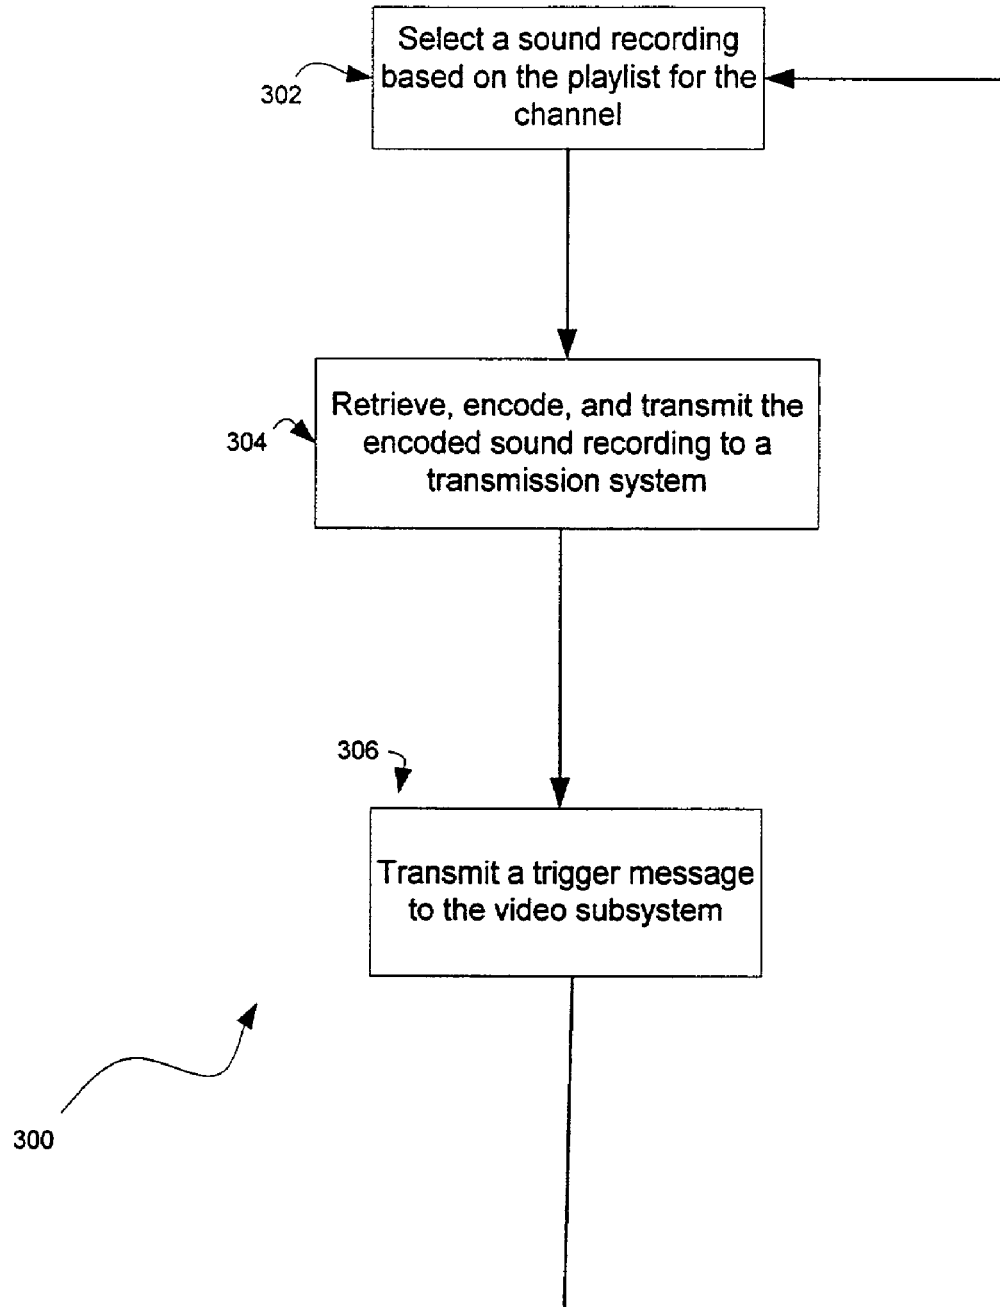 Select a sound recording
based on the playlist for the
channel
302
Retrieve, encode, and transmit the
encoded sound recording to a
transmission system
304
306
Transmit a trigger message
to the video subsystem
300